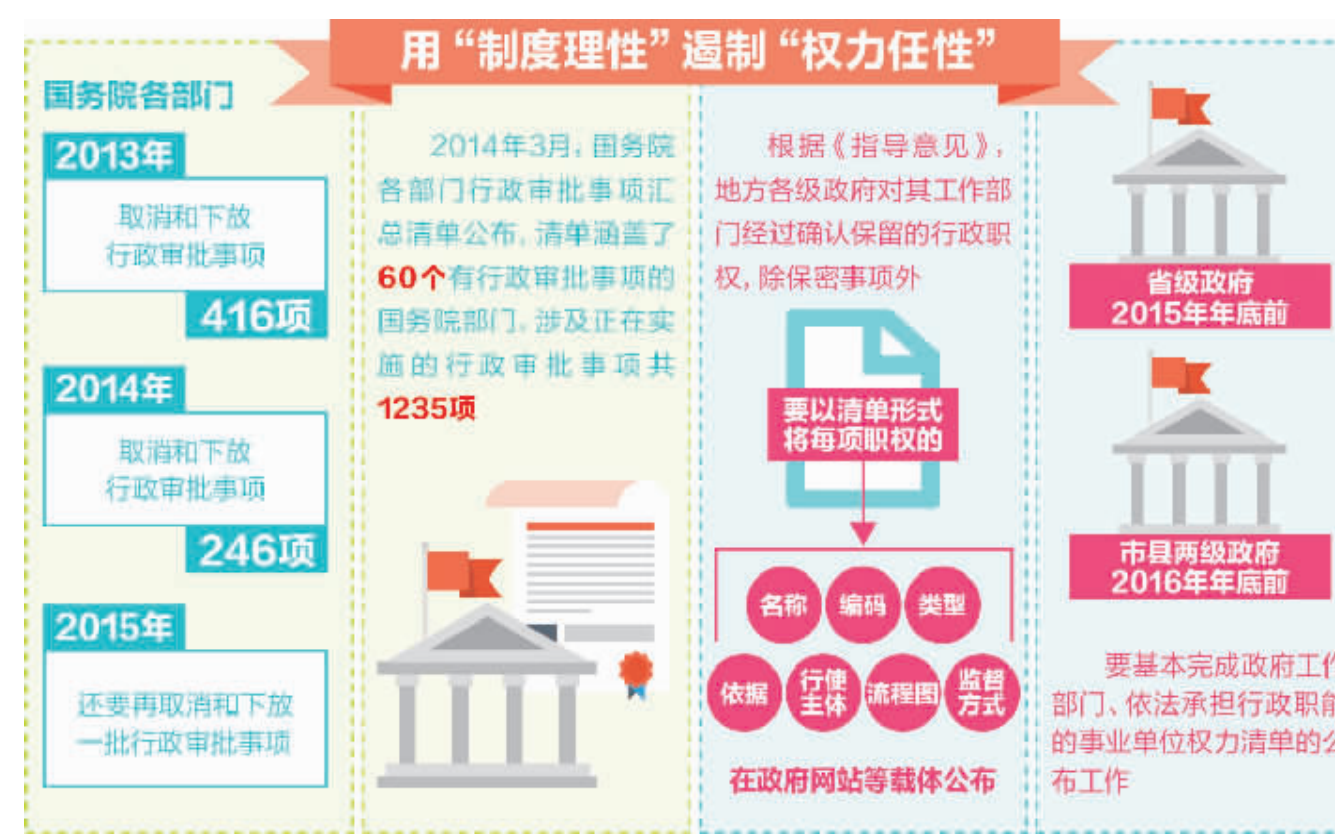 用“制度理性”遏制“权力任性”
国务院各部门
2013年
取消和下放
行政审批事项
416项
2014年
取消和下放
行政审批事项
246项
2015年
还要再取消和下放
一批行政审批事项
2014年3月，国务院
各部门行政审批事项汇
总清单公布，清单涵盖了
60个有行政审批事项的
国务院部门，涉及正在实
施的行政审批事项共
1235项
根据《指导意见》，
地方各级政府对其工作部
门经过确认保留的行政职
权，除保密事项外
要以清单形式
将每项职权的
名称 编码 类型
依据 行使主体 流程图 监督方式
在政府网站等载体公布
省级政府
2015年年底前
市县两级政府
2016年年底前
要基本完成政府工作
部门、依法承担行政职能
的事业单位权力清单的公
布工作